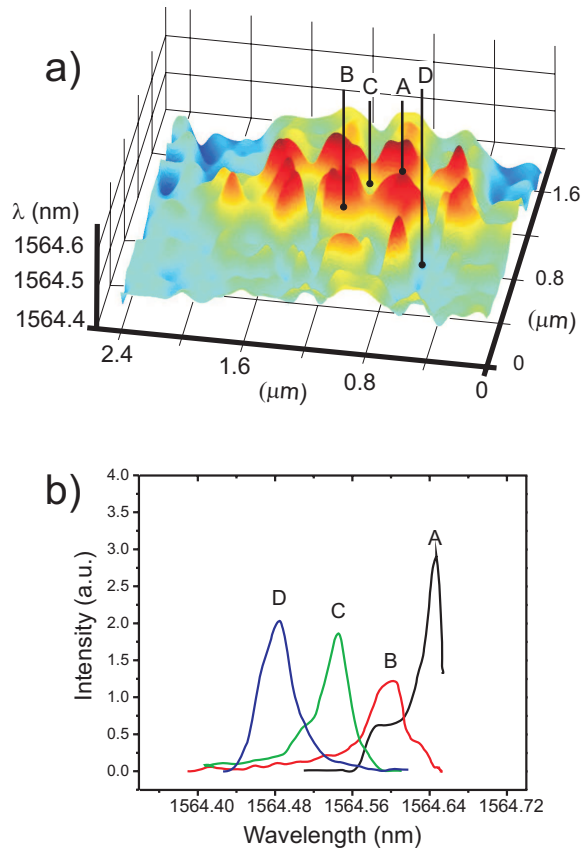 a)
B C A D
λ (nm)
1564.6
1564.5
1564.4
2.4
1.6
(μm)
0.8
0
0
0.8
1.6
(μm)
b)
4.0
3.5
3.0
2.5
2.0
1.5
1.0
0.5
0.0
Intensity (a.u.)
A
D
C
B
1564.40 1564.48 1564.56 1564.64 1564.72
Wavelength (nm)